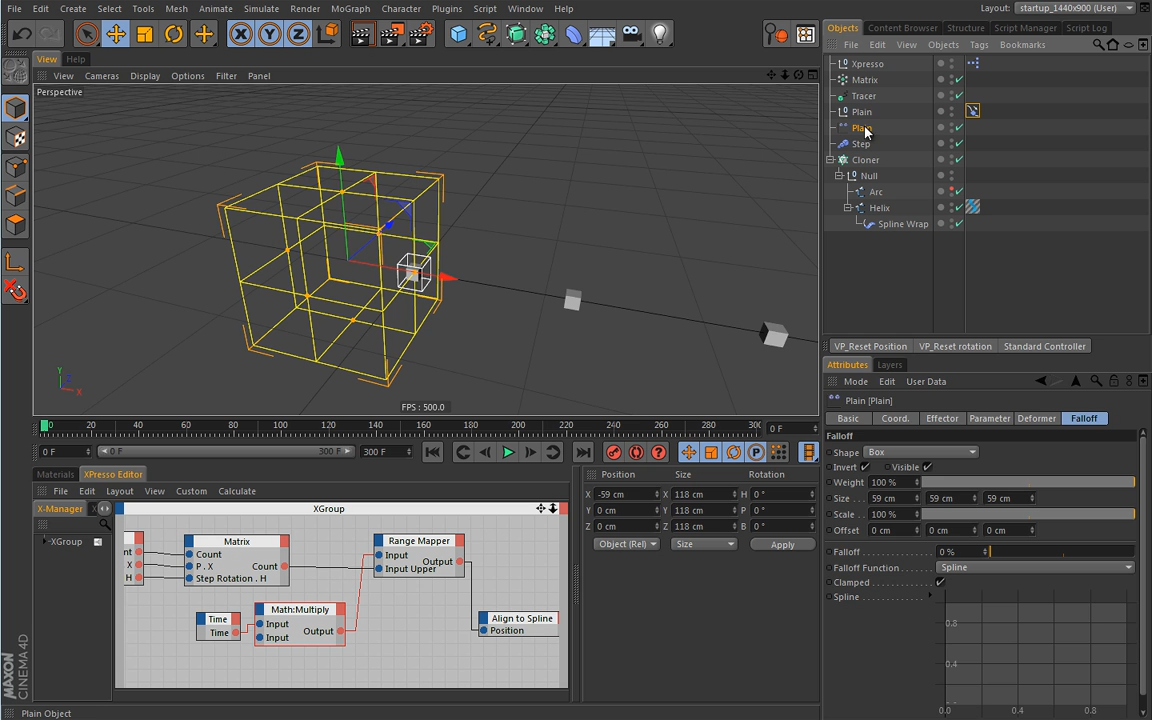 File Edit Create Select Tools Mesh Animate Simulate Render MoGraph Character Plugins Script Window Help
Layout: startup_1440x900 (User)
View Help
View Cameras Display Options Filter Panel
Perspective
Y
Z
X
FPS : 500.0
0 20 40 60 80 100 120 140 160 180 200 220 240 260 280 30
0 F
0 F
0 F
300 F
300 F
Materials XPresso Editor
File Edit Layout View Custom Calculate
X-Manager X
XGroup
XGroup
nt
X
H
Matrix
Count
P . X
Step Rotation . H
Count
Range Mapper
Input
Input Upper
Output
Time
Time
Math:Multiply
Input
Input
Output
Align to Spline
Position
Position Size Rotation
X -59 cm X 118 cm H 0 °
Y 0 cm Y 118 cm P 0 °
Z 0 cm Z 118 cm B 0 °
Object (Rel) Size Apply
MAXON
CINEMA 4D
Plain Object
Objects Content Browser Structure Script Manager Script Log
File Edit View Objects Tags Bookmarks
Xpresso
Matrix
Tracer
Plain
Plain
Step
Cloner
Null
Arc
Helix
Spline Wrap
VP_Reset Position VP_Reset rotation Standard Controller
Attributes Layers
Mode Edit User Data
Plain [Plain]
Basic Coord. Effector Parameter Deformer Falloff
Falloff
Shape Box
Invert Visible
Weight 100 %
Size . . . 59 cm 59 cm 59 cm
Scale . . 100 %
Offset 0 cm 0 cm 0 cm
Falloff . . . . . . . . . . 0 %
Falloff Function . Spline
Clamped . . . . . . . .
Spline . . . . . . . . . .
0.8
0.4
0.0 0.4 0.8